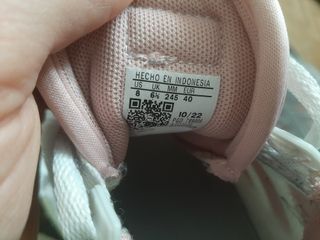 HECHO EN INDONESIA
US UK MM EUR
8 6½ 245 40
10/22